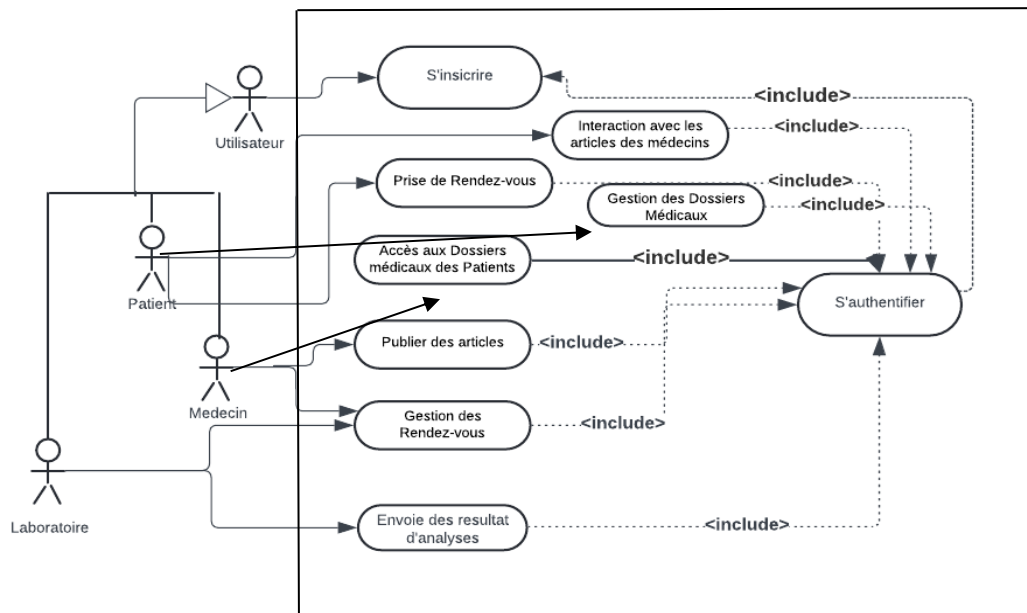 S'insicrire
<include>
Utilisateur
Interaction avec les
articles des médecins
<include>
Prise de Rendez-vous
<include>
Gestion des Dossiers
Médicaux
<include>
Accès aux Dossiers
médicaux des Patients
<include>
Patient
S'authentifier
Publier des articles
<include>
Medecin
Gestion des
Rendez-vous
<include>
Laboratoire
Envoie des resultat
d'analyses
<include>